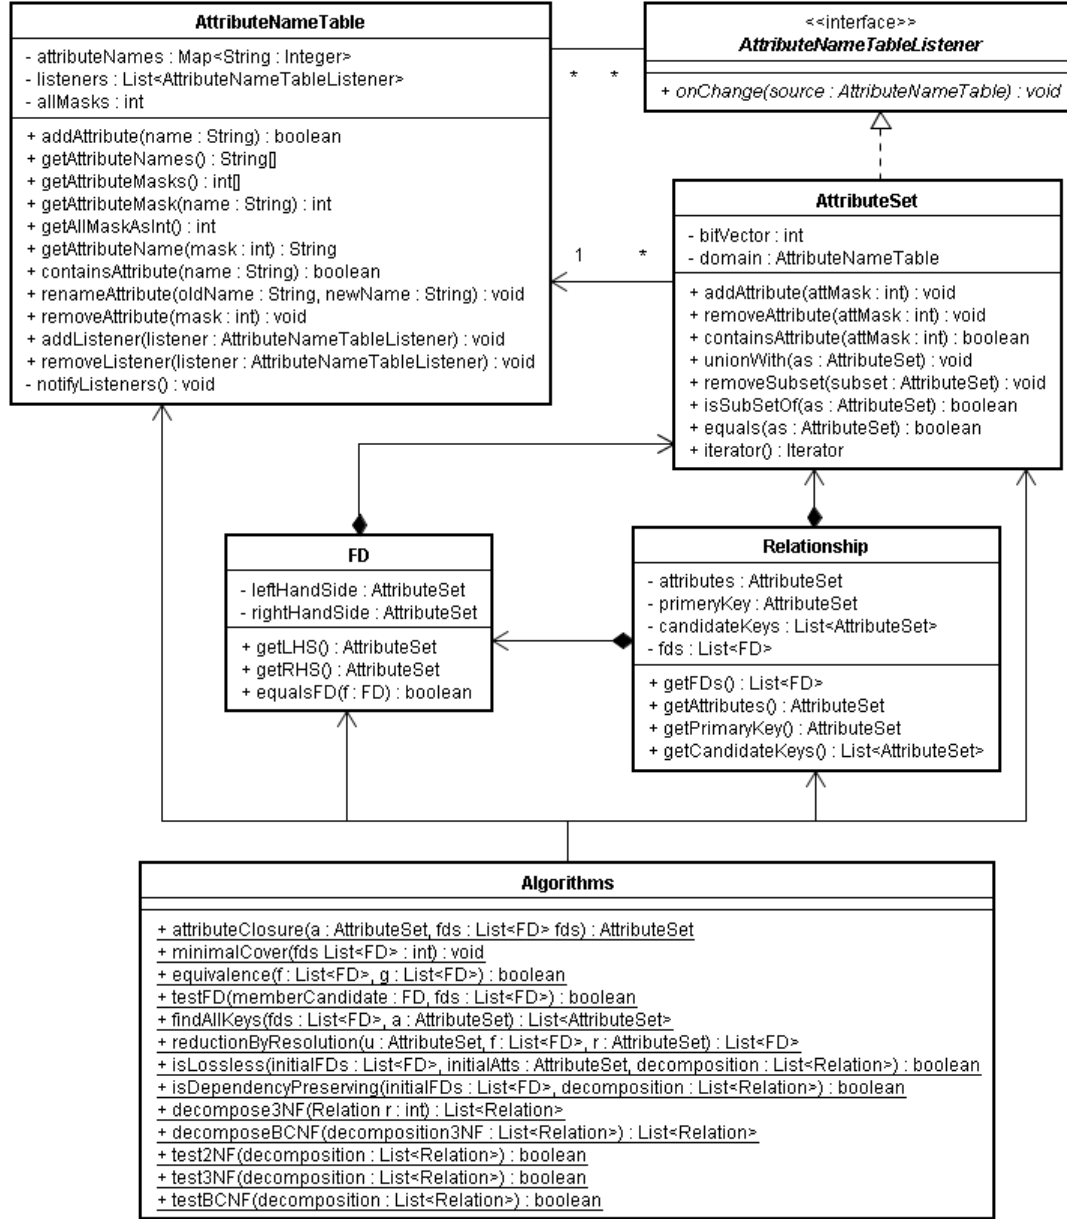 AttributeNameTable
- attributeNames : Map<String : Integer>
- listeners : List<AttributeNameTableListener>
- allMasks : int
+ addAttribute(name : String) : boolean
+ getAttributeNames() : String[]
+ getAttributeMasks() : int[]
+ getAttributeMask(name : String) : int
+ getAllMaskAsInt() : int
+ getAttributeName(mask : int) : String
+ containsAttribute(name : String) : boolean
+ renameAttribute(oldName : String, newName : String) : void
+ removeAttribute(mask : int) : void
+ addListener(listener : AttributeNameTableListener) : void
+ removeListener(listener : AttributeNameTableListener) : void
- notifyListeners() : void
* *
<<interface>>
AttributeNameTableListener
+ onChange(source : AttributeNameTable) : void
1 *
AttributeSet
- bitVector : int
- domain : AttributeNameTable
+ addAttribute(attMask : int) : void
+ removeAttribute(attMask : int) : void
+ containsAttribute(attMask : int) : boolean
+ unionWith(as : AttributeSet) : void
+ removeSubset(subset : AttributeSet) : void
+ isSubSetOf(as : AttributeSet) : boolean
+ equals(as : AttributeSet) : boolean
+ iterator() : Iterator
FD
- leftHandSide : AttributeSet
- rightHandSide : AttributeSet
+ getLHS() : AttributeSet
+ getRHS() : AttributeSet
+ equalsFD(f : FD) : boolean
Relationship
- attributes : AttributeSet
- primeryKey : AttributeSet
- candidateKeys : List<AttributeSet>
- fds : List<FD>
+ getFDs() : List<FD>
+ getAttributes() : AttributeSet
+ getPrimaryKey() : AttributeSet
+ getCandidateKeys() : List<AttributeSet>
Algorithms
+ attributeClosure(a : AttributeSet, fds : List<FD> fds) : AttributeSet
+ minimalCover(fds List<FD> : int) : void
+ equivalence(f : List<FD>, g : List<FD>) : boolean
+ testFD(memberCandidate : FD, fds : List<FD>) : boolean
+ findAllKeys(fds : List<FD>, a : AttributeSet) : List<AttributeSet>
+ reductionByResolution(u : AttributeSet, f : List<FD>, r : AttributeSet) : List<FD>
+ isLossless(initialFDs : List<FD>, initialAtts : AttributeSet, decomposition : List<Relation>) : boolean
+ isDependencyPreserving(initialFDs : List<FD>, decomposition : List<Relation>) : boolean
+ decompose3NF(Relation r : int) : List<Relation>
+ decomposeBCNF(decomposition3NF : List<Relation>) : List<Relation>
+ test2NF(decomposition : List<Relation>) : boolean
+ test3NF(decomposition : List<Relation>) : boolean
+ testBCNF(decomposition : List<Relation>) : boolean